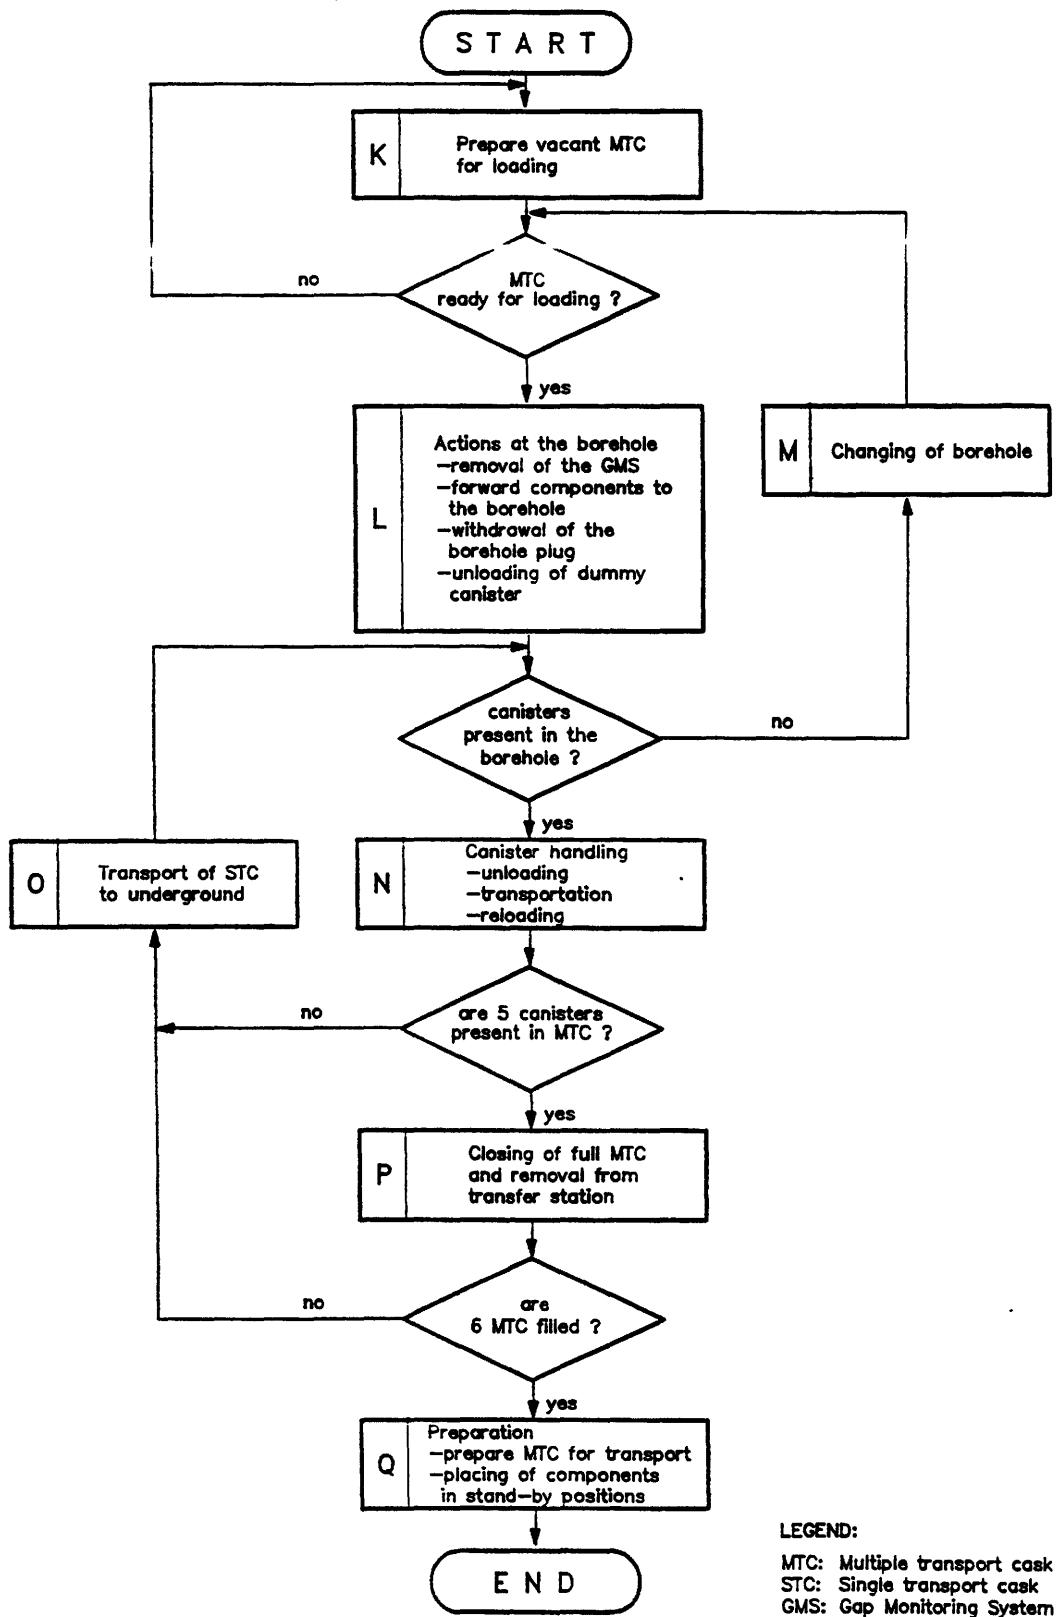 START
K
Prepare vacant MTC
for loading
MTC
ready for loading ?
no
yes
L
Actions at the borehole
—removal of the GMS
—forward components to
the borehole
—withdrawal of the
borehole plug
—unloading of dummy
canister
M
Changing of borehole
canisters
present in the
borehole ?
no
yes
O
Transport of STC
to underground
N
Canister handling
—unloading
—transportation
—reloading
are 5 canisters
present in MTC ?
no
yes
P
Closing of full MTC
and removal from
transfer station
are
6 MTC filled ?
no
yes
Q
Preparation
—prepare MTC for transport
—placing of components
in stand—by positions
END
LEGEND:
MTC: Multiple transport cask
STC: Single transport cask
GMS: Gap Monitoring System